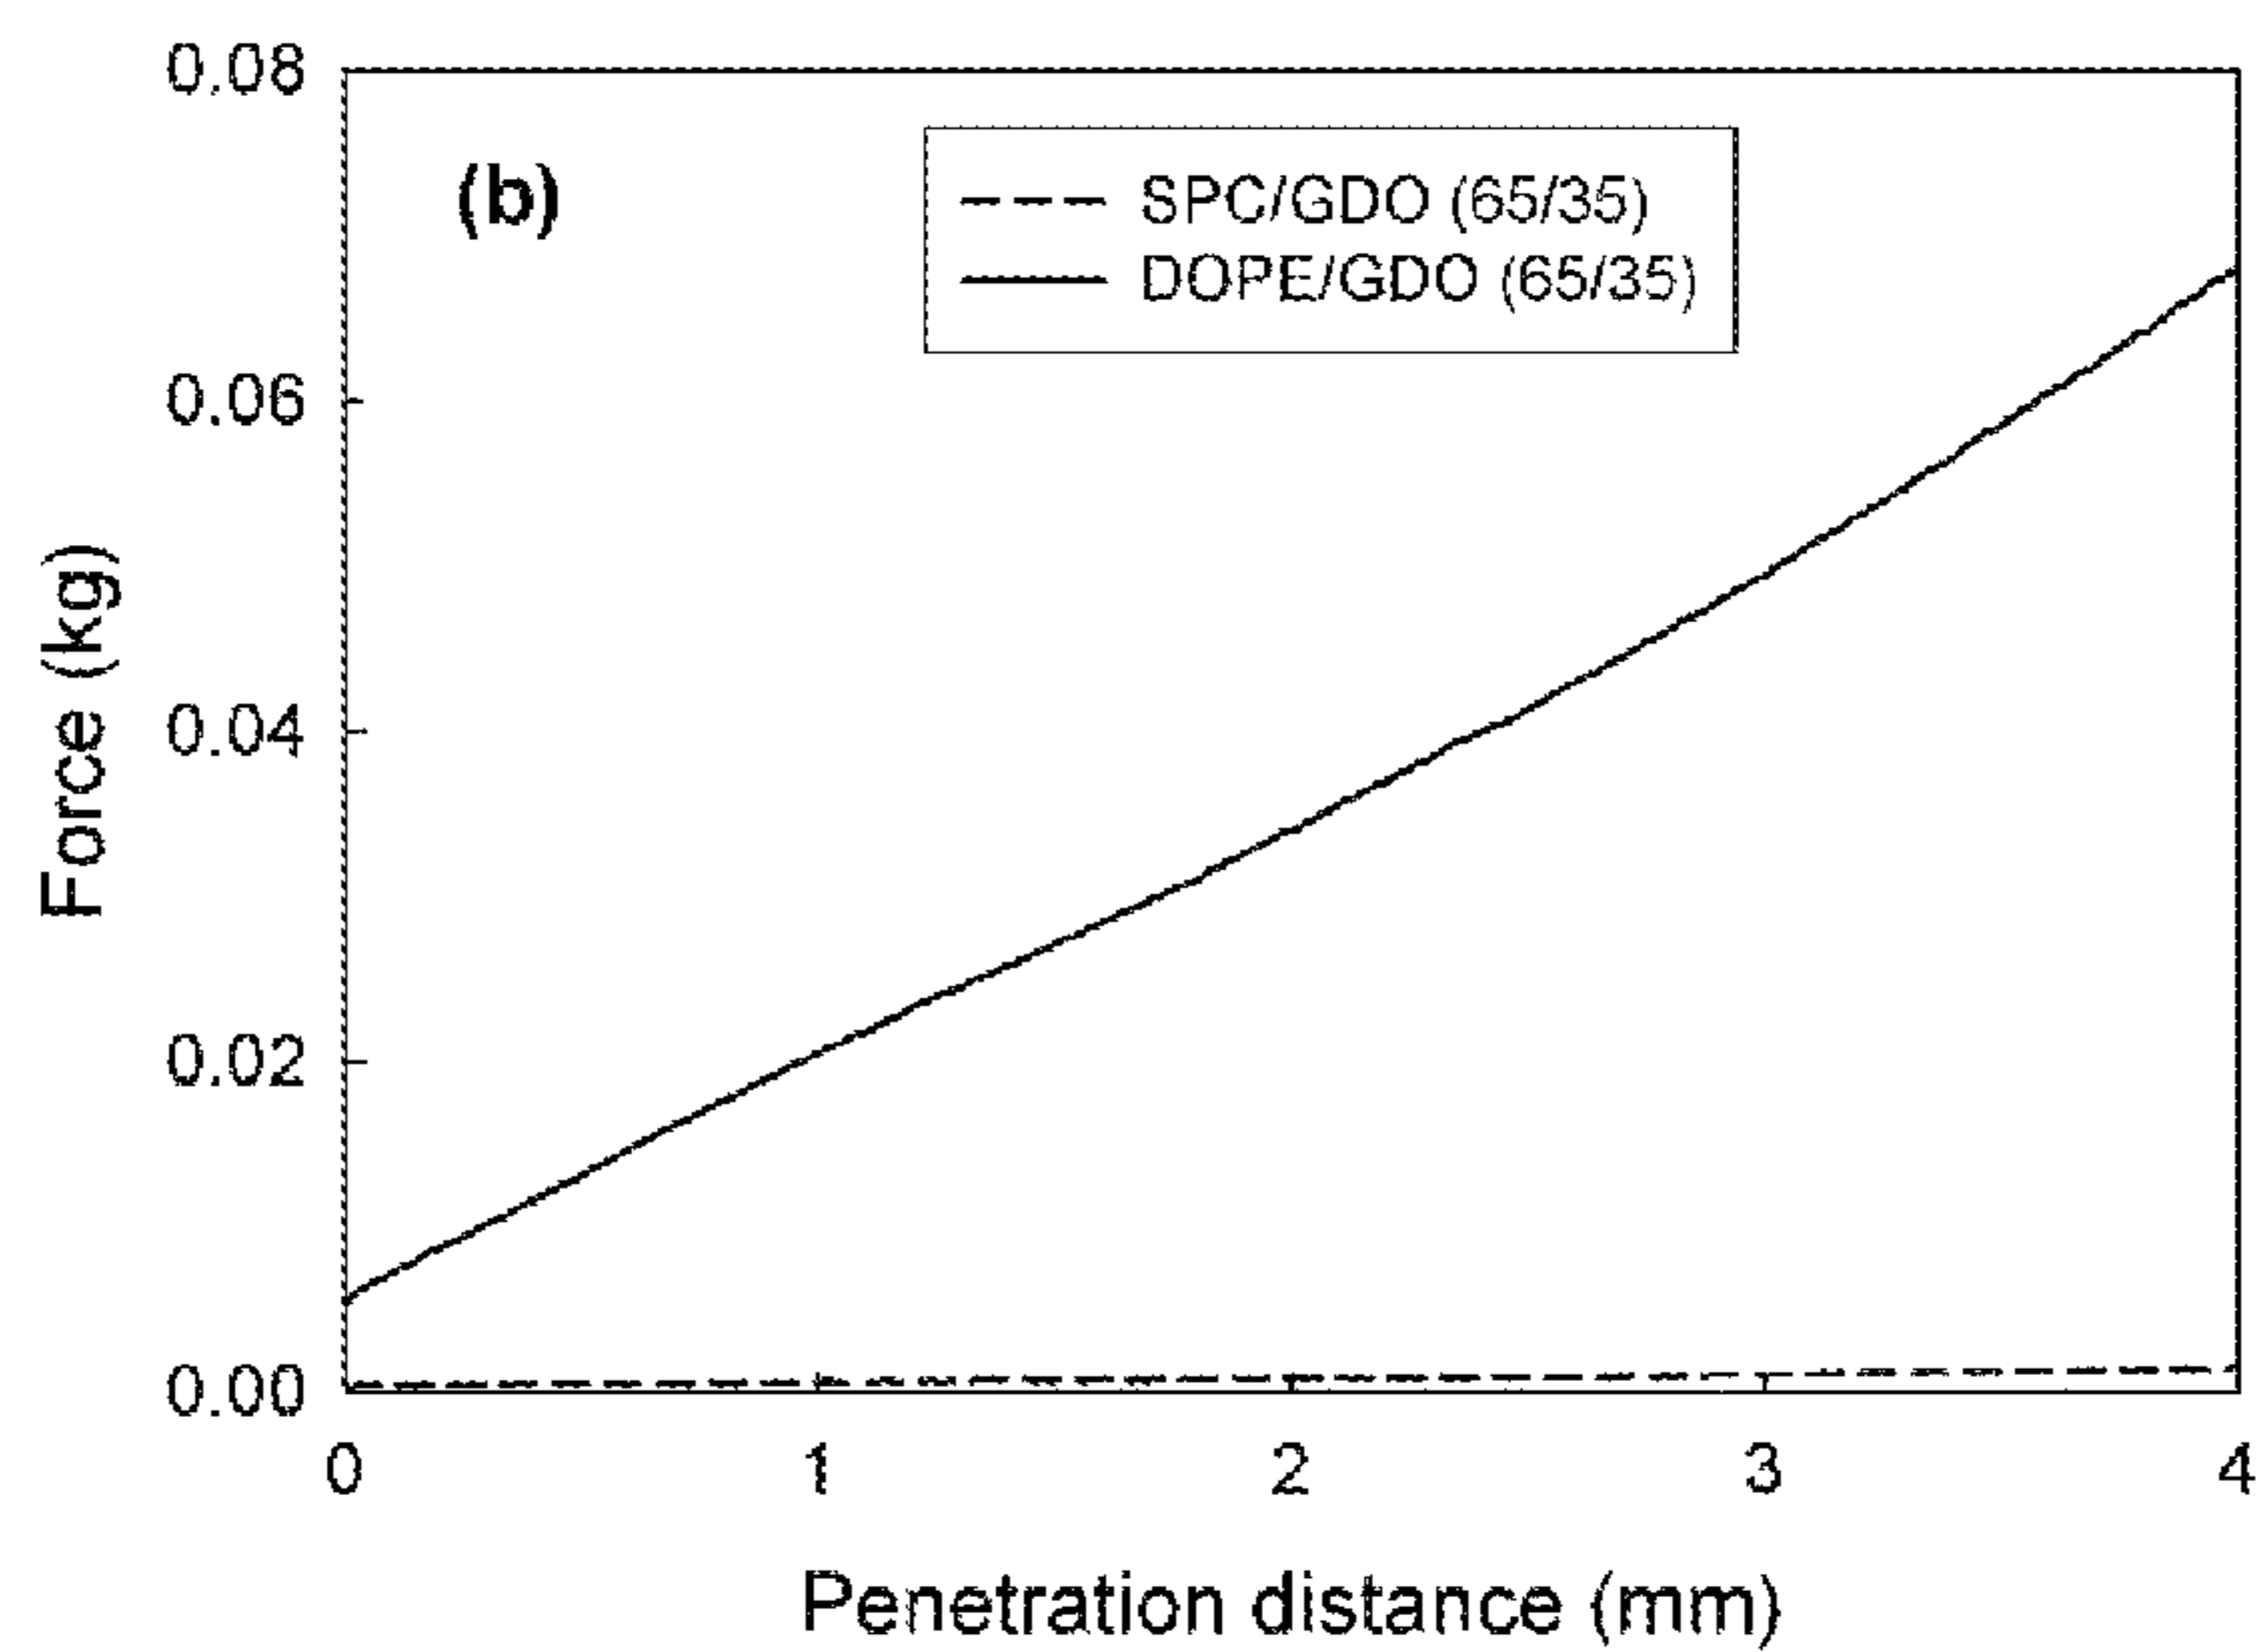 0.08
(b)
SPC/GDO (65/35)
DOPE/GDO (65/35)
0.06
0.04
0.02
0.00
Force (kg)
0 1 2 3 4
Penetration distance (mm)